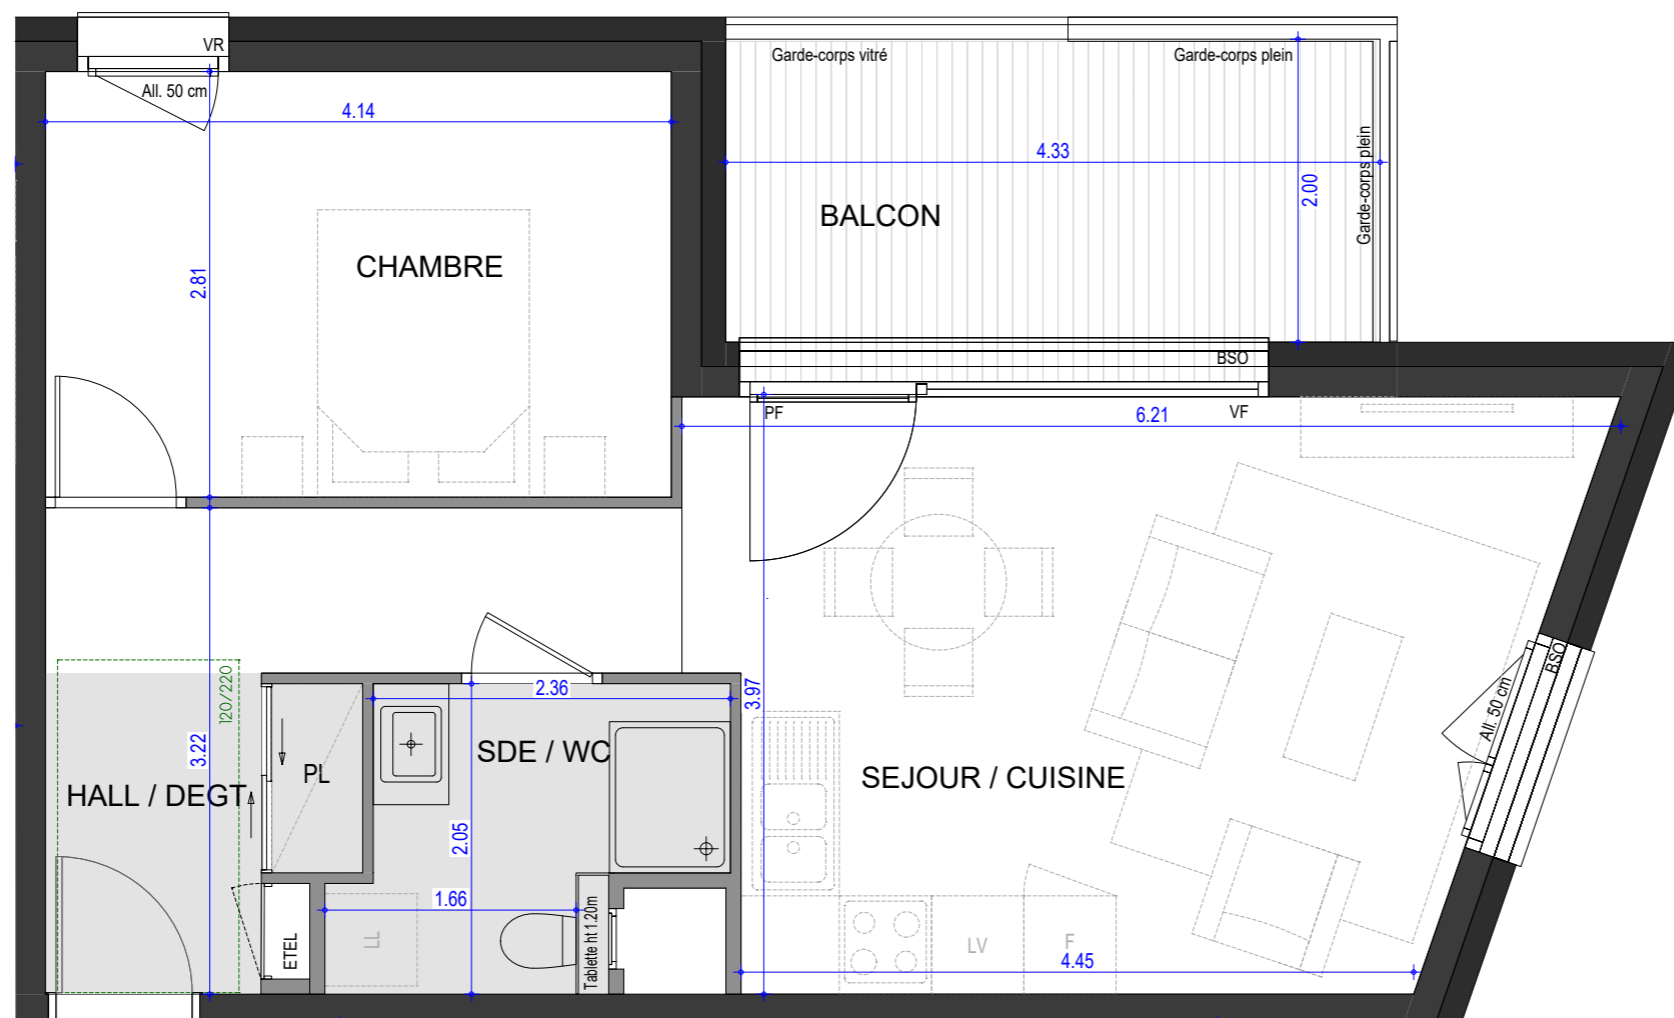 VR
Garde-corps vitré
Garde-corps plein
All. 50 cm
4.14
4.33
Garde-corps plein
2.00
BALCON
CHAMBRE
2.81
BSO
PF
6.21
VF
BSO
120/220
2.36
3.97
All. 50 cm
3.22
PL
SDE / WC
SEJOUR / CUISINE
HALL / DEGT
2.05
1.66
LL
ETEL
Tablette ht 1.20m
LV
F
4.45